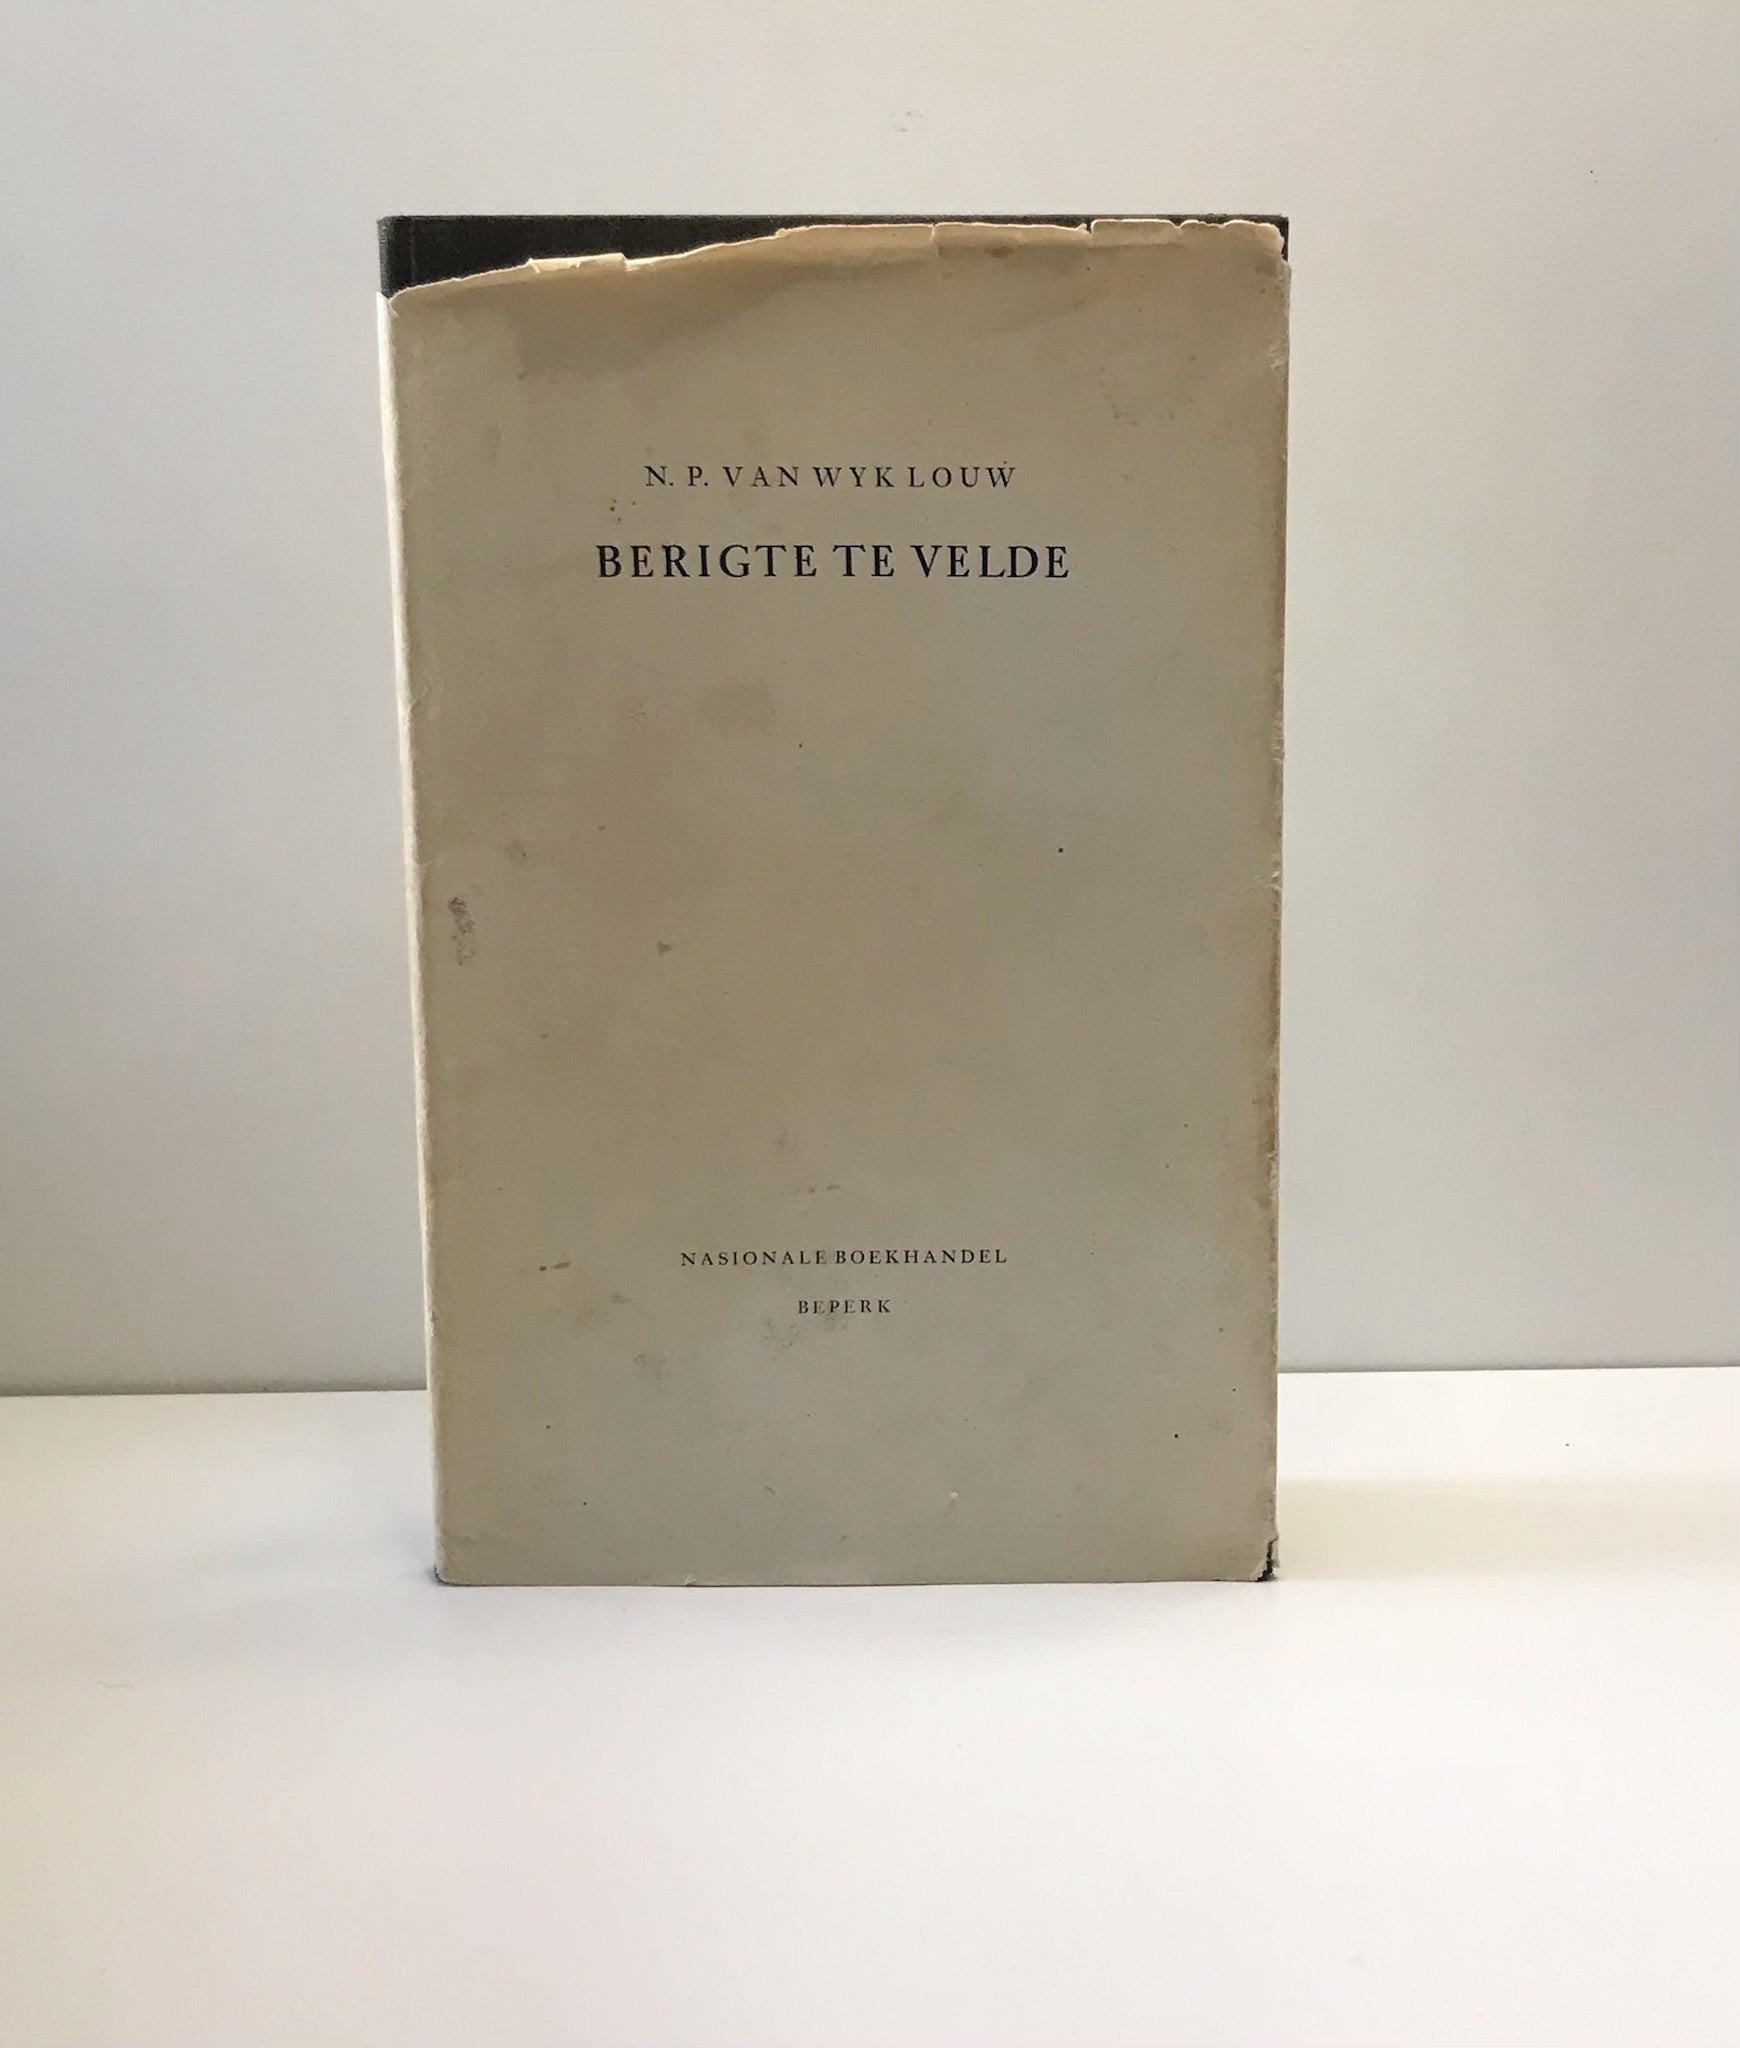 N. P. VAN WYK LOUW
BERIGTE TE VELDE
NASIONALE BOEKHANDEL
BEPERK